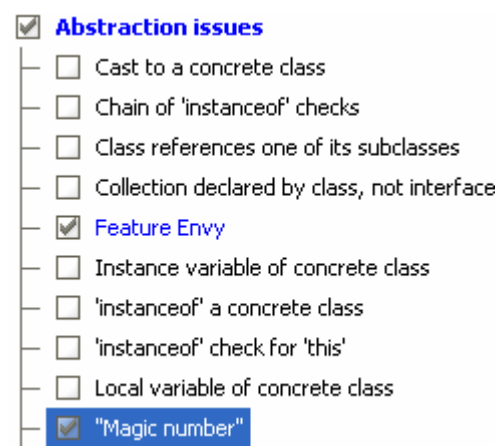 Abstraction issues
Cast to a concrete class
Chain of 'instanceof' checks
Class references one of its subclasses
Collection declared by class, not interface
Feature Envy
Instance variable of concrete class
'instanceof' a concrete class
'instanceof' check for 'this'
Local variable of concrete class
"Magic number"